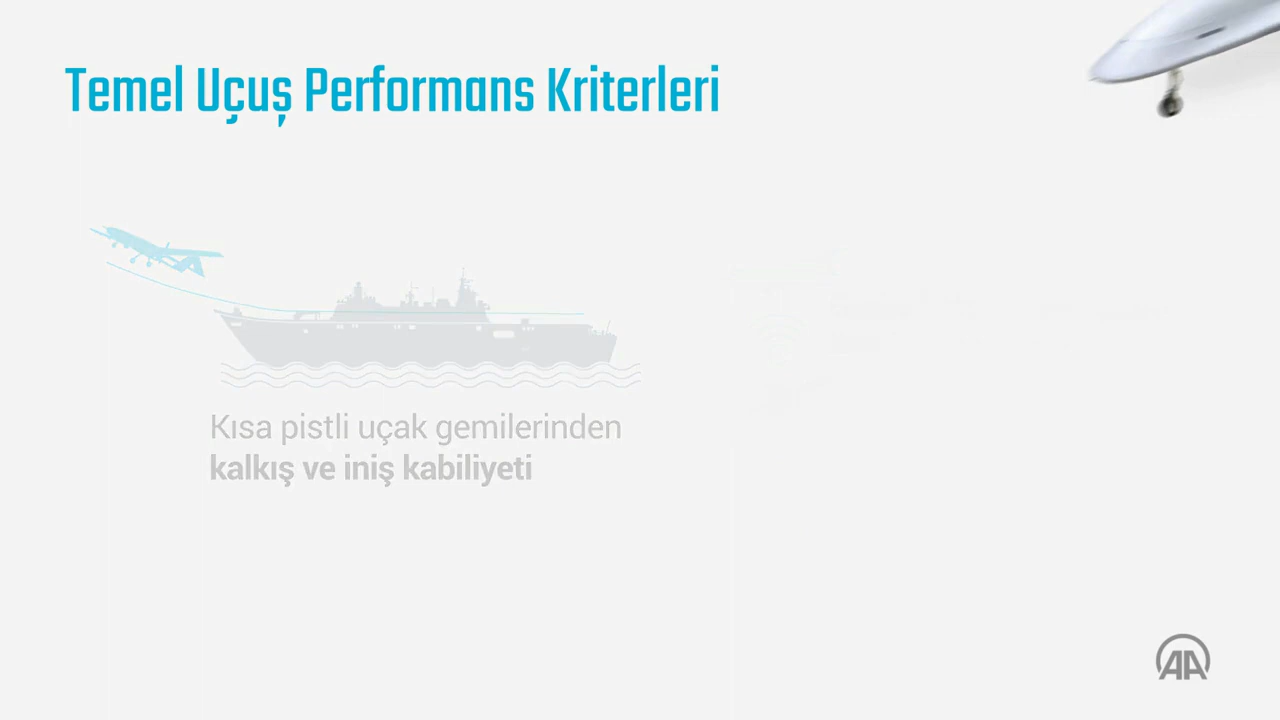 Temel Uçuş Performans Kriterleri
Kısa pistli uçak gemilerinden
kalkış ve iniş kabiliyeti
AA